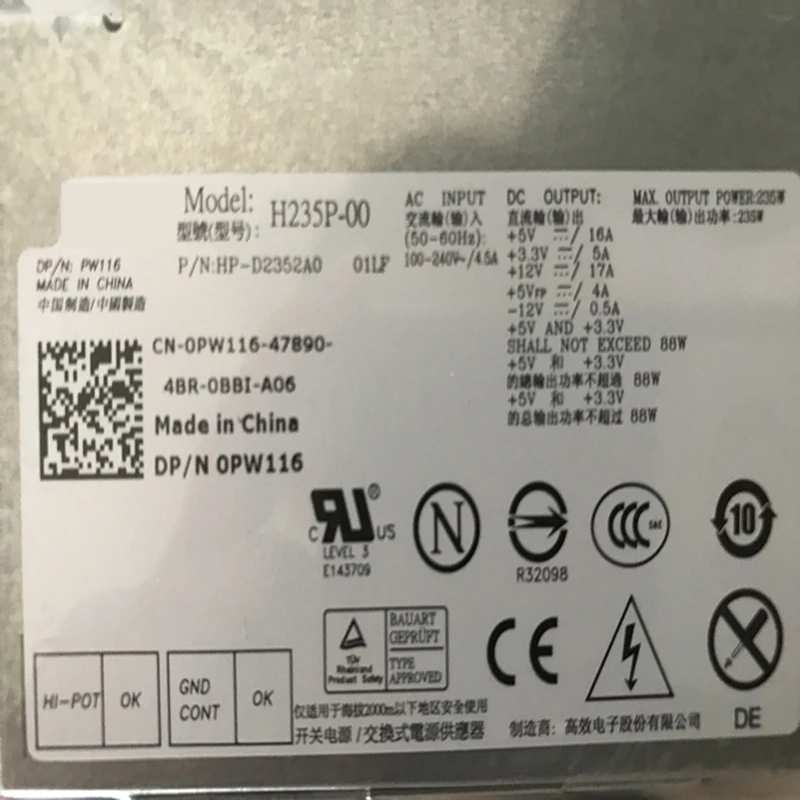 Model: H235P-00
型號(型号):
P/N:HP-D2352A0 01LF
DP/N: PW116
MADE IN CHINA
中国制造/中國製造
AC INPUT
交流輸(输)入
(50-60Hz):
100-240V~/4.5A
DC OUTPUT:
直流輸(输)出
+5V ⎓/ 16A
+3.3V ⎓/ 5A
+12V ⎓/ 17A
+5VFP ⎓/ 4A
-12V ⎓/ 0.5A
+5V AND +3.3V
SHALL NOT EXCEED 88W
+5V 和 +3.3V
的總輸出功率不超過 88W
+5V 和 +3.3V
的总输出功率不超过 88W
MAX. OUTPUT POWER:235W
最大輸(输)出功率:235W
CN-0PW116-47890-
4BR-0BBI-A06
Made in China
DP/N 0PW116
c RU ® US
LEVEL 3
E143709
N
R32098
CCC S&E
10
TÜV
Rheinland
Product Safety
BAUART
GEPRÜFT
TYPE
APPROVED
CE
DE
HI-POT OK
GND
CONT
OK
仅适用于海拔2000m以下地区安全使用
开关电源/交换式電源供應器
制造商: 高效电子股份有限公司